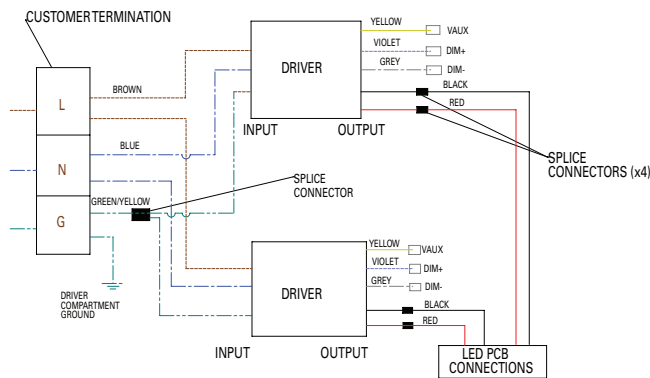 CUSTOMER TERMINATION
YELLOW
VAUX
VIOLET
DIM+
GREY
DIM-
DRIVER
BLACK
RED
BROWN
L
INPUT
OUTPUT
BLUE
N
SPLICE
CONNECTORS (x4)
SPLICE
CONNECTOR
GREEN/YELLOW
G
YELLOW
VAUX
VIOLET
DIM+
GREY
DIM-
DRIVER
BLACK
RED
DRIVER
COMPARTMENT
GROUND
INPUT
OUTPUT
LED PCB
CONNECTIONS